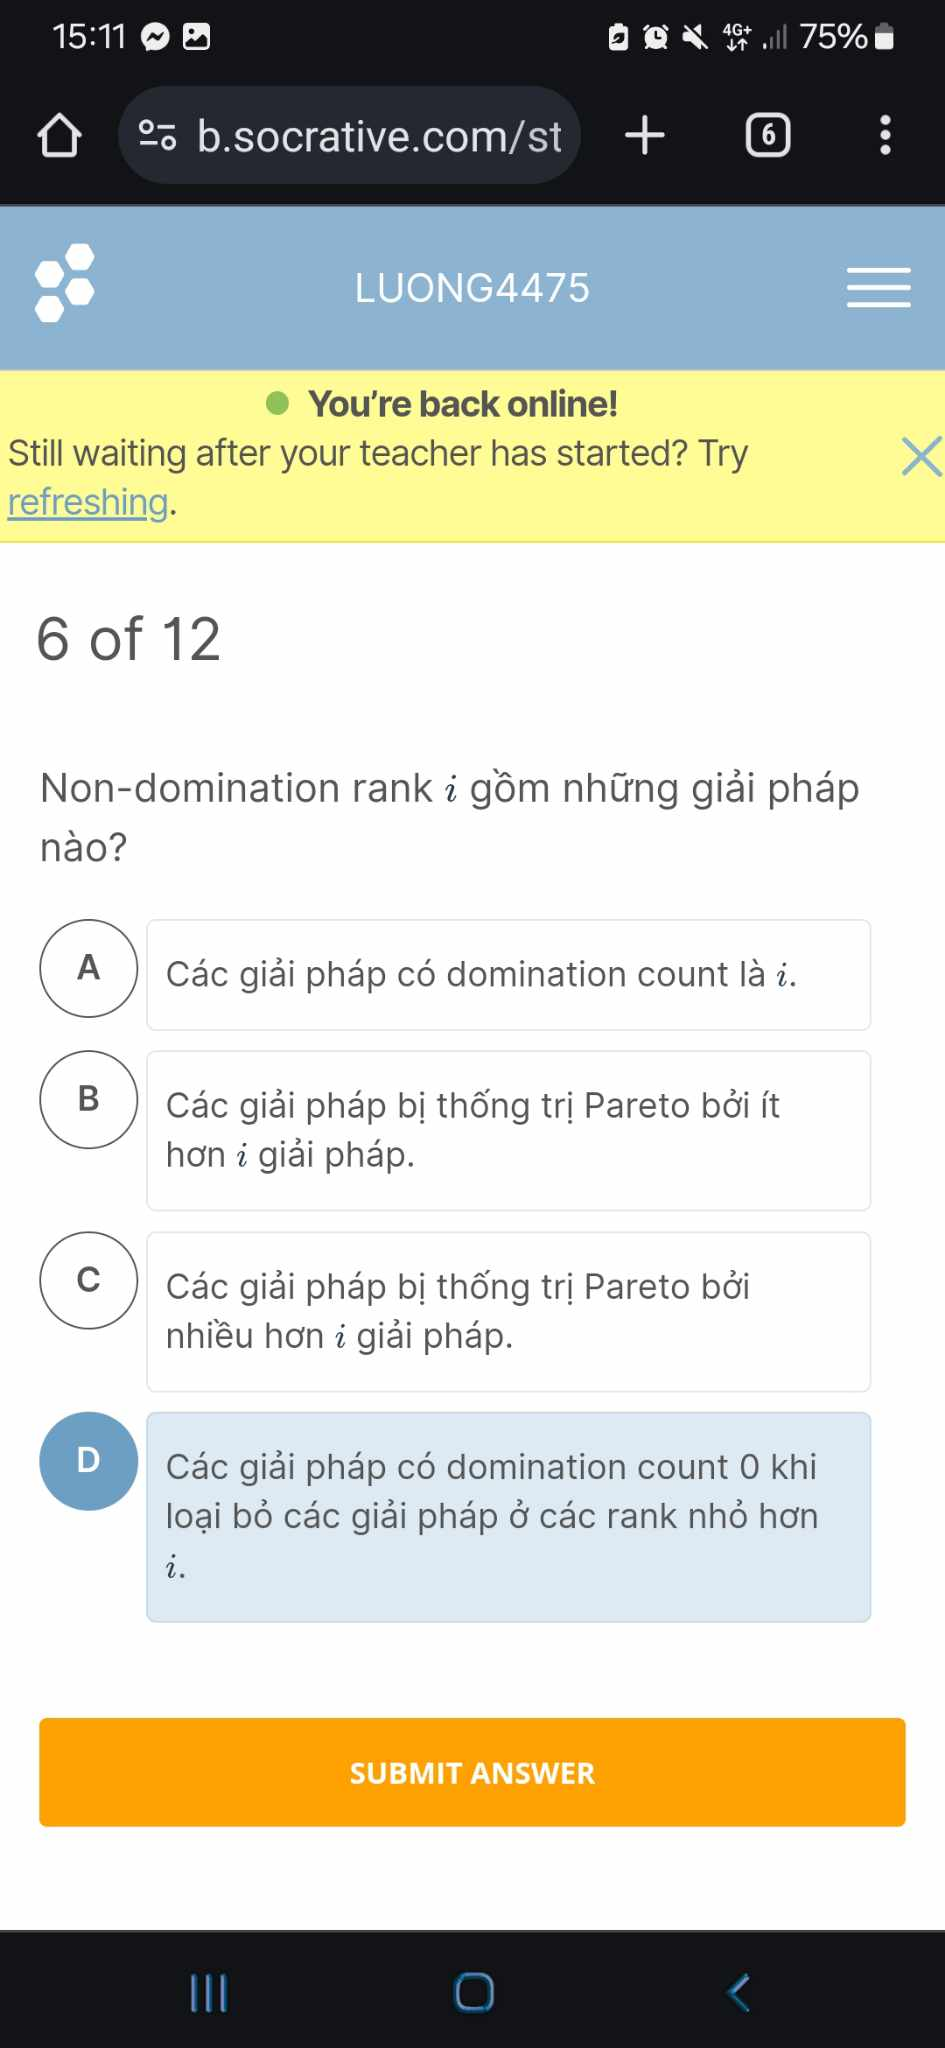 15:11
4G+
75%
b.socrative.com/st
6
LUONG4475
You're back online!
Still waiting after your teacher has started? Try
refreshing.
6 of 12
Non-domination rank i gồm những giải pháp
nào?
A
Các giải pháp có domination count là i.
B
Các giải pháp bị thống trị Pareto bởi ít
hơn i giải pháp.
C
Các giải pháp bị thống trị Pareto bởi
nhiều hơn i giải pháp.
D
Các giải pháp có domination count 0 khi
loại bỏ các giải pháp ở các rank nhỏ hơn
i.
SUBMIT ANSWER